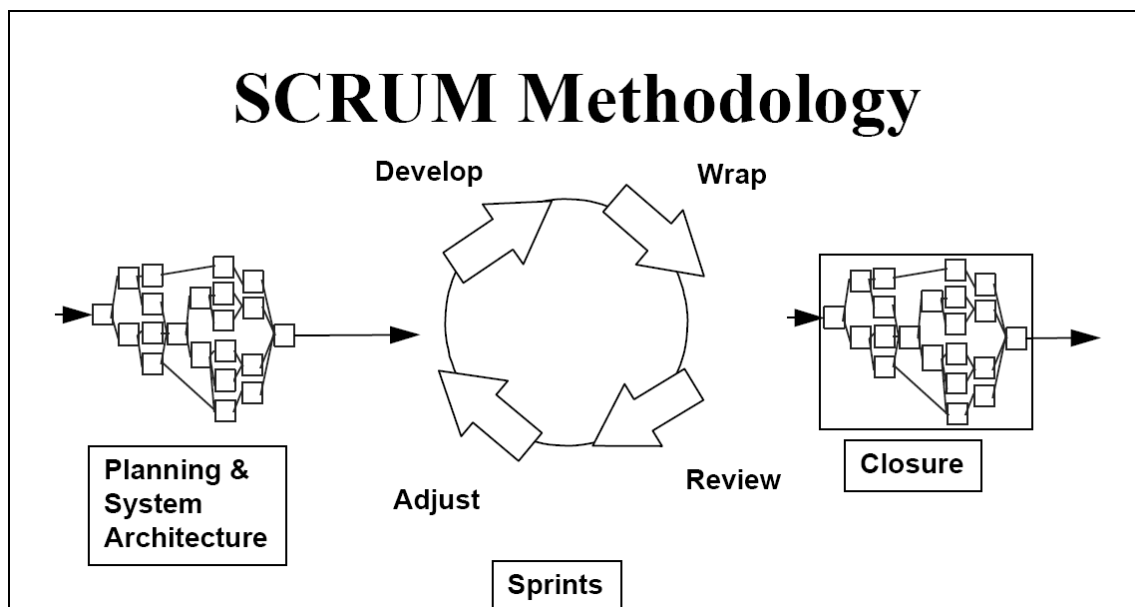 SCRUM Methodology
Develop
Wrap
Planning &
System
Architecture
Adjust
Review
Closure
Sprints